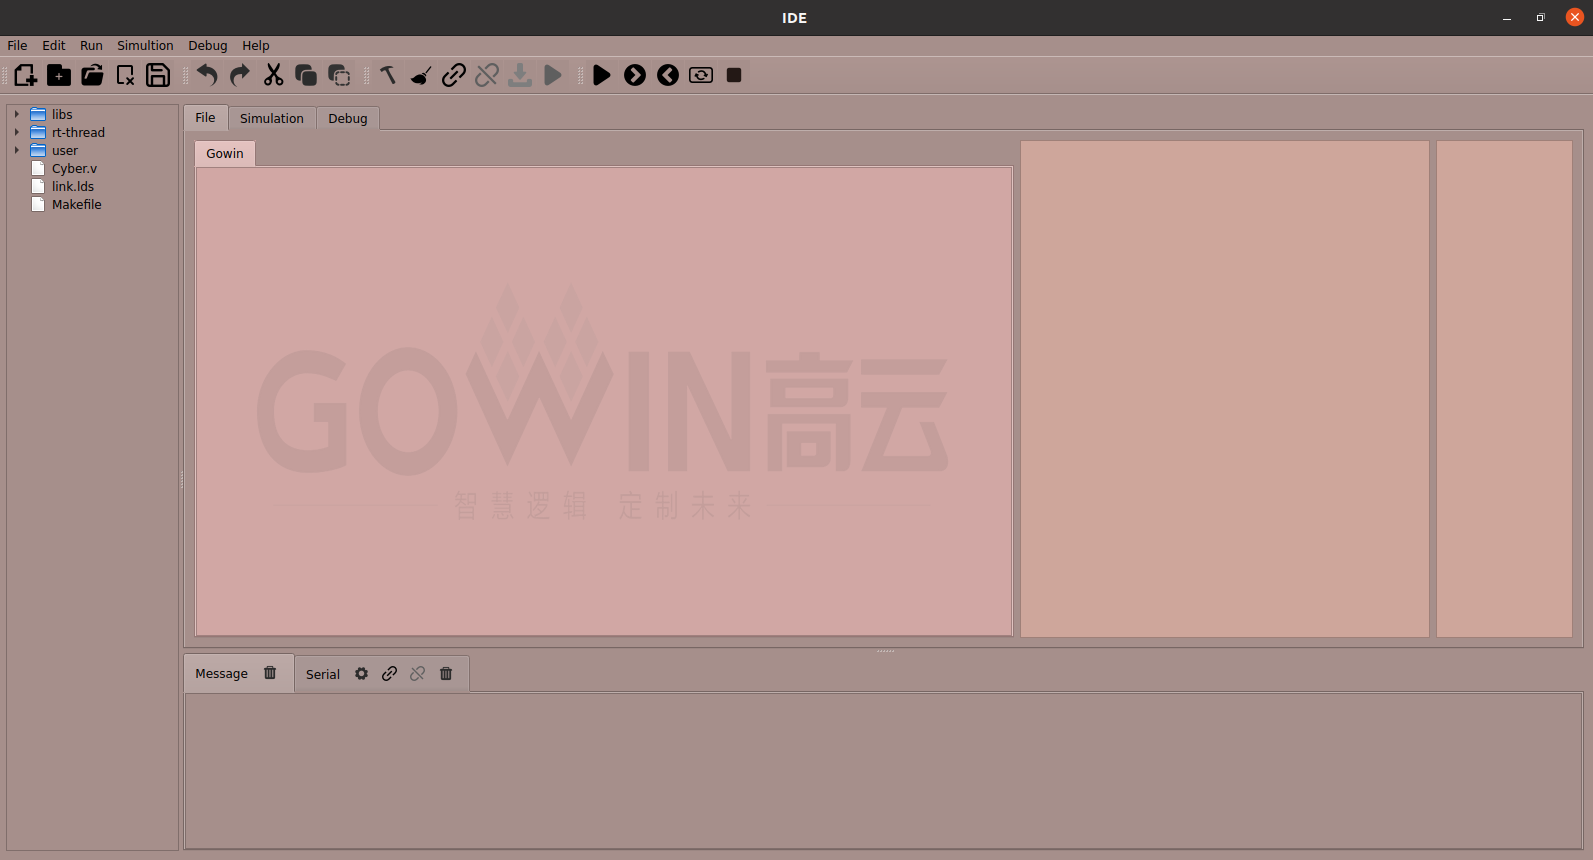 IDE
File Edit Run Simultion Debug Help
libs
rt-thread
user
Cyber.v
link.lds
Makefile
File Simulation Debug
Gowin
GOWIN高云
智慧逻辑 定制未来
Message Serial